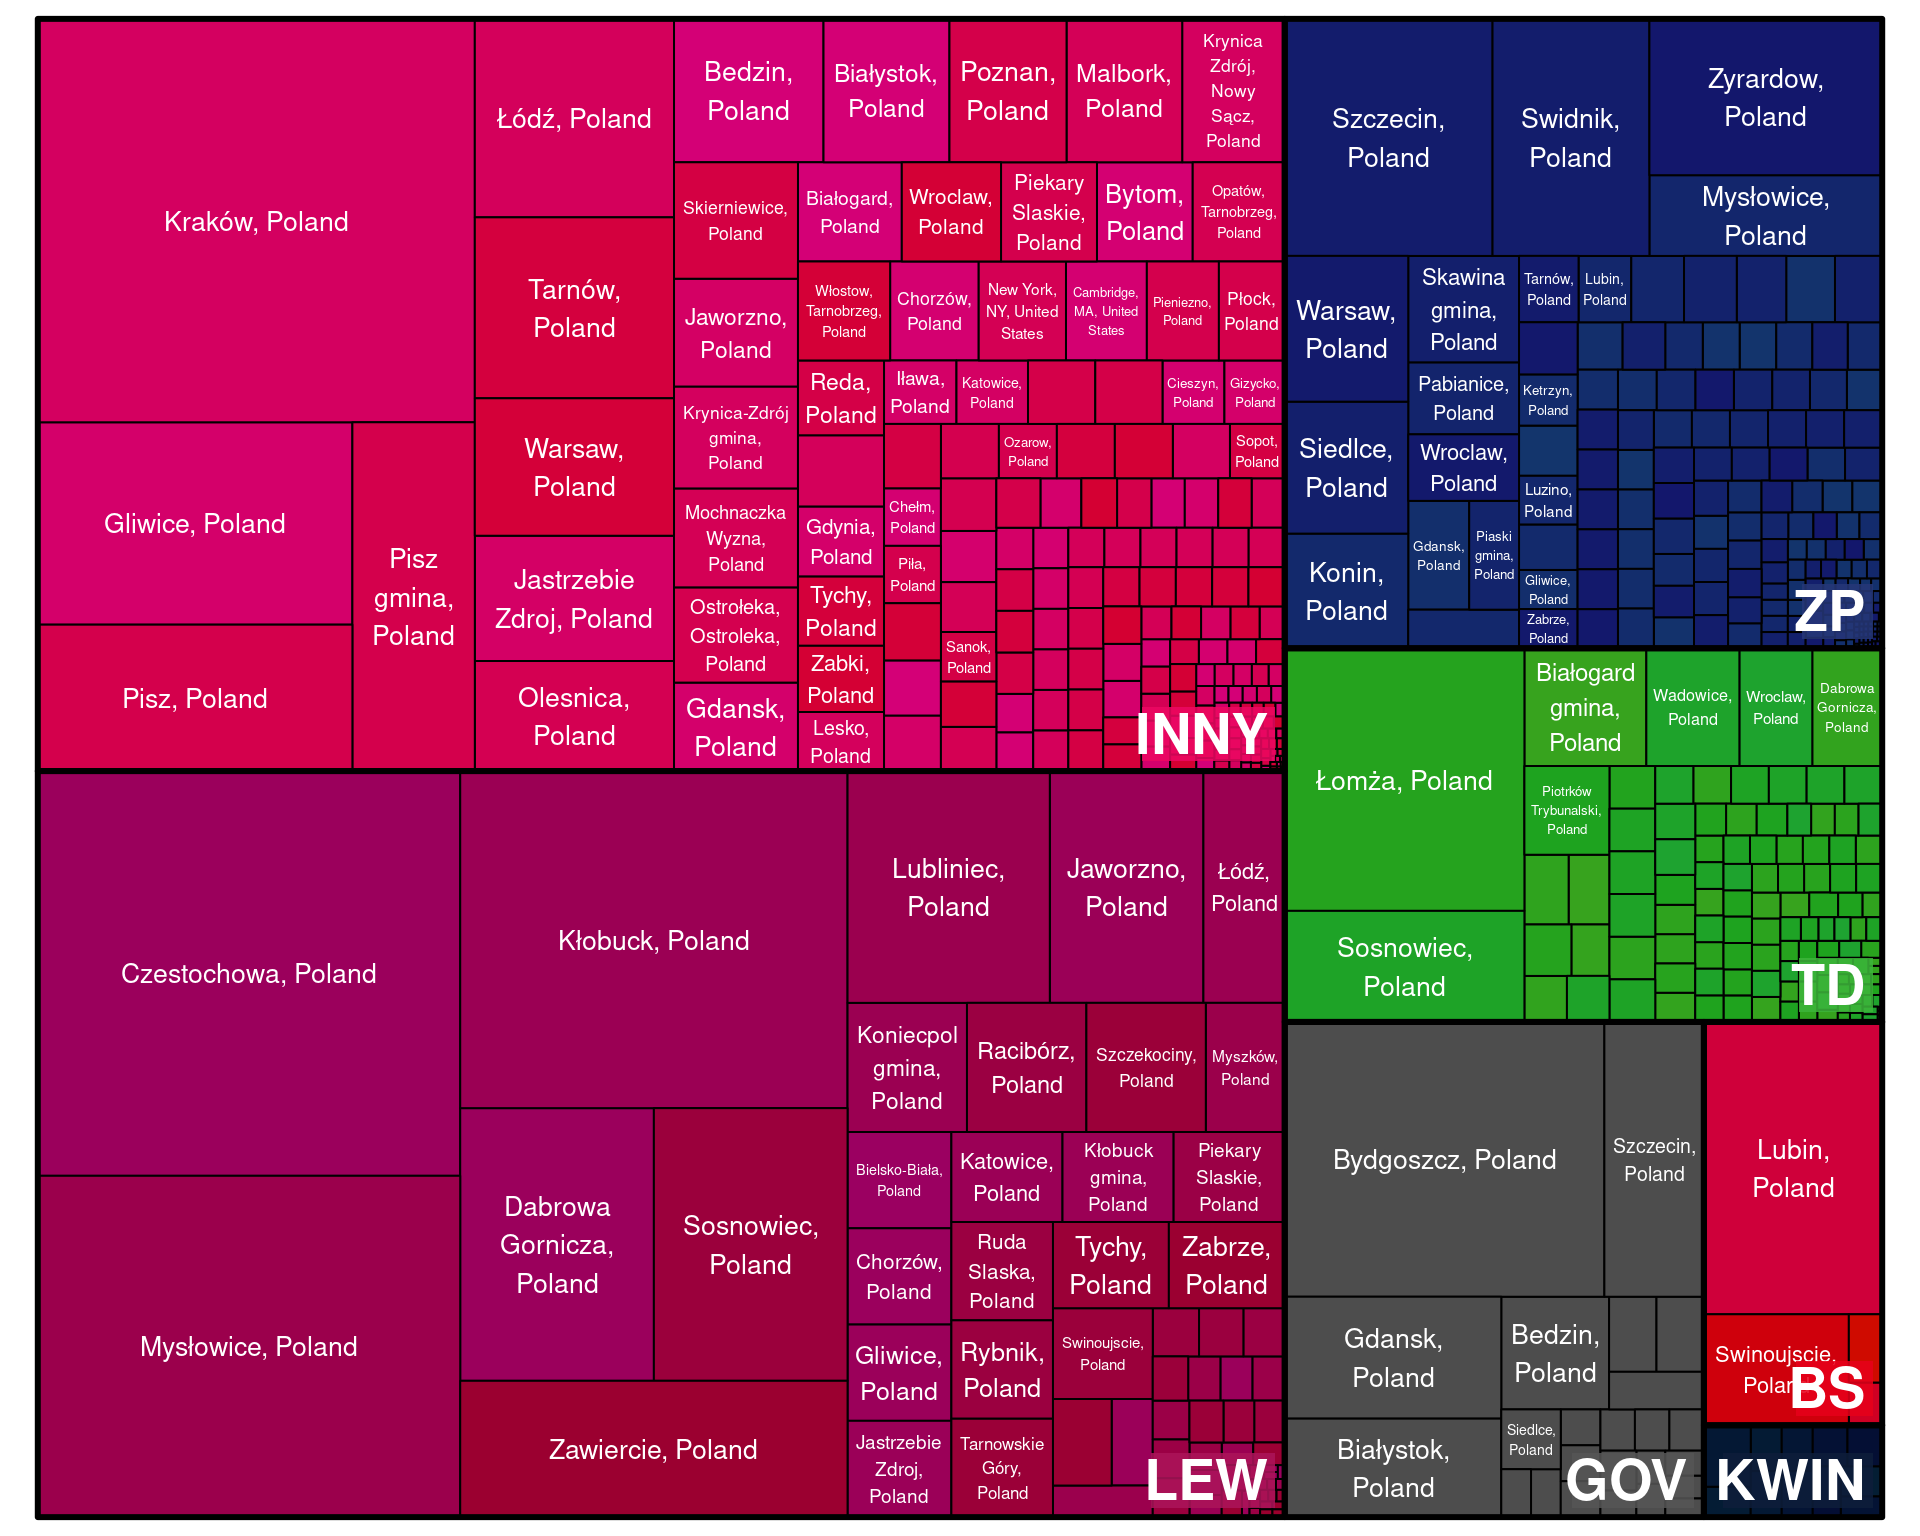 Kraków, Poland
Gliwice, Poland
Pisz, Poland
Pisz
gmina,
Poland
Łódź, Poland
Tarnów,
Poland
Warsaw,
Poland
Jastrzebie
Zdroj, Poland
Olesnica,
Poland
Bedzin,
Poland
Białystok,
Poland
Poznan,
Poland
Malbork,
Poland
Krynica
Zdrój,
Nowy
Sącz,
Poland
Skierniewice,
Poland
Jaworzno,
Poland
Krynica-Zdrój
gmina,
Poland
Mochnaczka
Wyzna,
Poland
Ostrołeka,
Ostroleka,
Poland
Gdansk,
Poland
Białogard,
Poland
Wroclaw,
Poland
Piekary
Slaskie,
Poland
Bytom,
Poland
Opatów,
Tarnobrzeg,
Poland
Włostow,
Tarnobrzeg,
Poland
Chorzów,
Poland
New York,
NY, United
States
Cambridge,
MA, United
States
Pieniezno,
Poland
Płock,
Poland
Reda,
Poland
Iława,
Poland
Katowice,
Poland
Cieszyn,
Poland
Gizycko,
Poland
Ozarow,
Poland
Sopot,
Poland
Gdynia,
Poland
Chełm,
Poland
Tychy,
Poland
Piła,
Poland
Zabki,
Poland
Sanok,
Poland
Lesko,
Poland
INNY
Czestochowa, Poland
Mysłowice, Poland
Kłobuck, Poland
Dabrowa
Gornicza,
Poland
Sosnowiec,
Poland
Zawiercie, Poland
Lubliniec,
Poland
Jaworzno,
Poland
Łódź,
Poland
Koniecpol
gmina,
Poland
Racibórz,
Poland
Szczekociny,
Poland
Myszków,
Poland
Bielsko-Biała,
Poland
Katowice,
Poland
Kłobuck
gmina,
Poland
Piekary
Slaskie,
Poland
Chorzów,
Poland
Ruda
Slaska,
Poland
Tychy,
Poland
Zabrze,
Poland
Gliwice,
Poland
Rybnik,
Poland
Swinoujscie,
Poland
Jastrzebie
Zdroj,
Poland
Tarnowskie
Góry,
Poland
LEW
Szczecin,
Poland
Swidnik,
Poland
Zyrardow,
Poland
Mysłowice,
Poland
Warsaw,
Poland
Siedlce,
Poland
Konin,
Poland
Skawina
gmina,
Poland
Pabianice,
Poland
Wroclaw,
Poland
Gdansk,
Poland
Piaski
gmina,
Poland
Tarnów,
Poland
Lubin,
Poland
Ketrzyn,
Poland
Luzino,
Poland
Gliwice,
Poland
Zabrze,
Poland
ZP
Łomża, Poland
Sosnowiec,
Poland
Białogard
gmina,
Poland
Wadowice,
Poland
Wroclaw,
Poland
Dabrowa
Gornicza,
Poland
Piotrków
Trybunalski,
Poland
TD
Bydgoszcz, Poland
Szczecin,
Poland
Gdansk,
Poland
Białystok,
Poland
Bedzin,
Poland
Siedlce,
Poland
GOV
Lubin,
Poland
Swinoujscie,
Poland
BS
KWIN